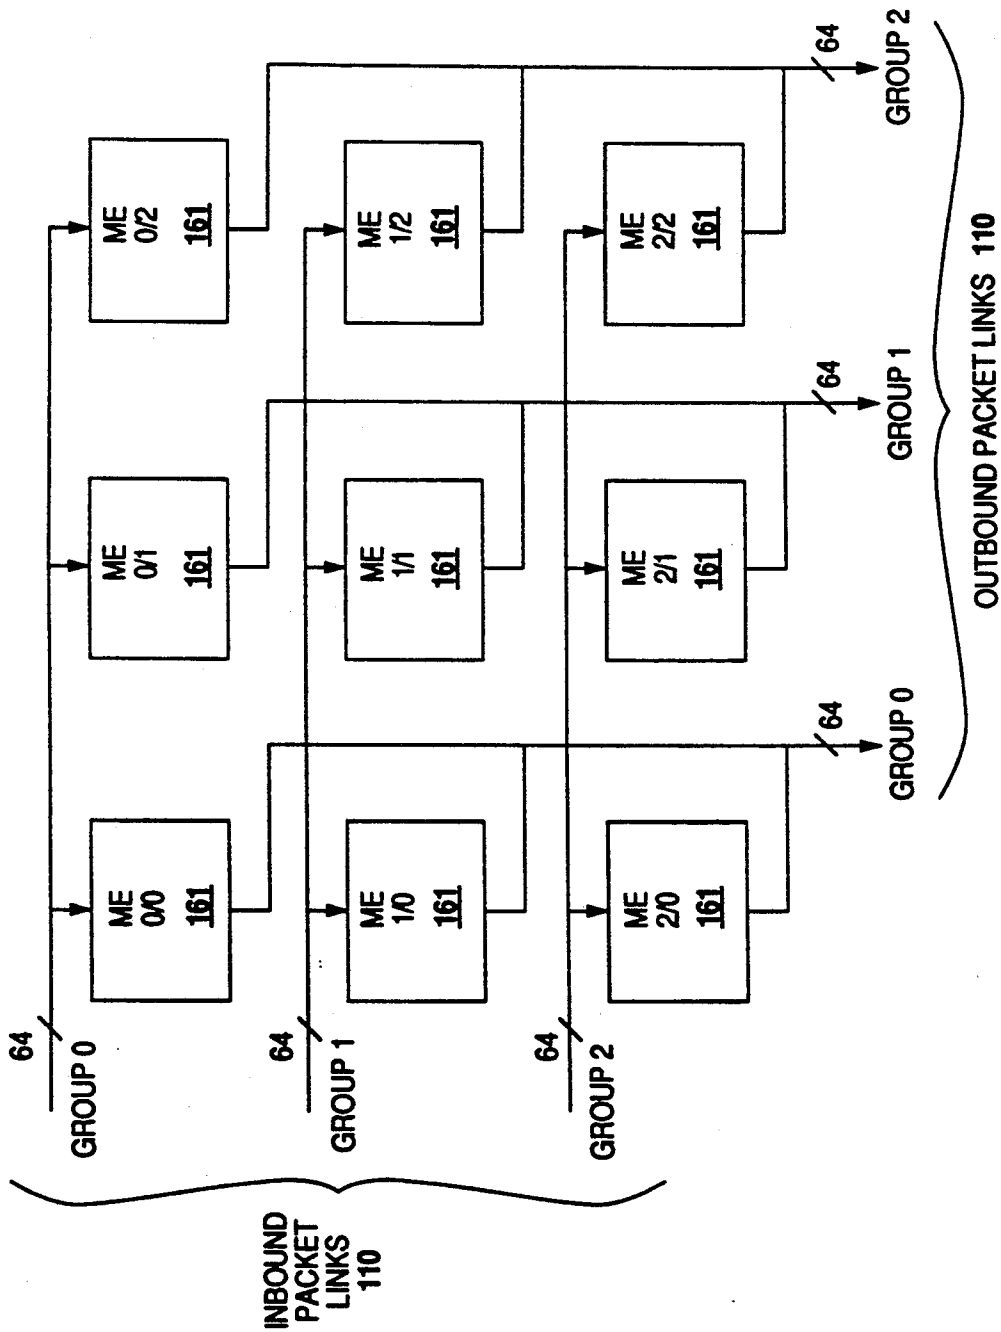 64
GROUP 0
ME
0/0
161
ME
0/1
161
ME
0/2
161
INBOUND
PACKET
LINKS
110
64
GROUP 1
ME
1/0
161
ME
1/1
161
ME
1/2
161
64
GROUP 2
ME
2/0
161
ME
2/1
161
ME
2/2
161
64
64
64
GROUP 0
GROUP 1
GROUP 2
OUTBOUND PACKET LINKS 110